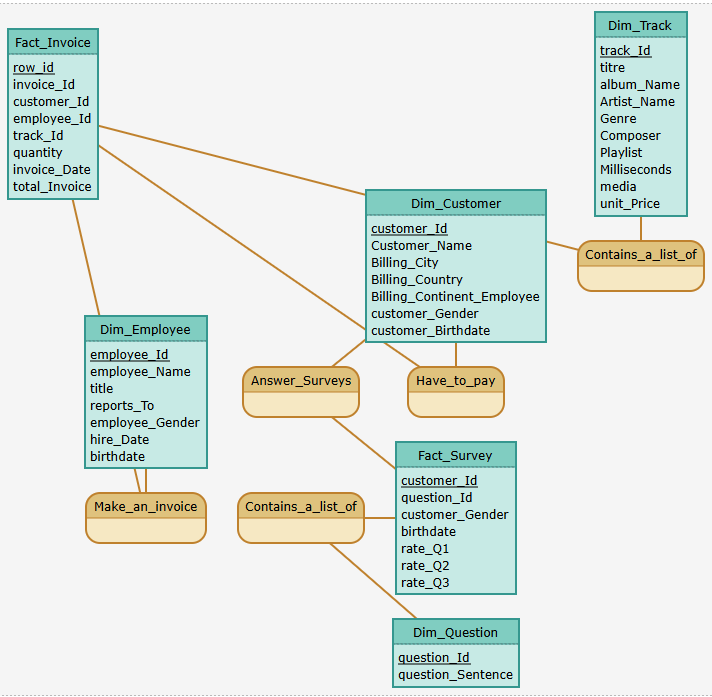 Fact_Invoice
row_id
invoice_Id
customer_Id
employee_Id
track_Id
quantity
invoice_Date
total_Invoice
Dim_Track
track_Id
titre
album_Name
Artist_Name
Genre
Composer
Playlist
Milliseconds
media
unit_Price
Dim_Customer
customer_Id
Customer_Name
Billing_City
Billing_Country
Billing_Continent_Employee
customer_Gender
customer_Birthdate
Contains_a_list_of
Dim_Employee
employee_Id
employee_Name
title
reports_To
employee_Gender
hire_Date
birthdate
Answer_Surveys
Have_to_pay
Fact_Survey
customer_Id
question_Id
customer_Gender
birthdate
rate_Q1
rate_Q2
rate_Q3
Make_an_invoice
Contains_a_list_of
Dim_Question
question_Id
question_Sentence